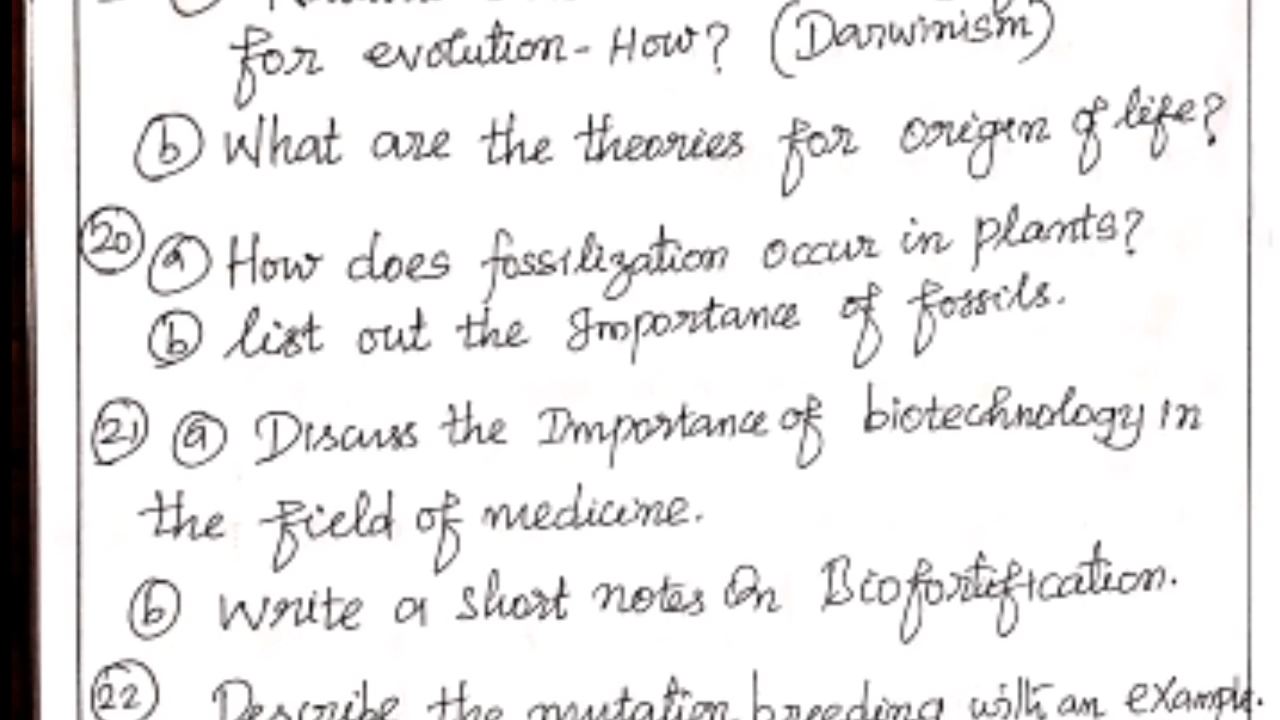 for evolution - How? (Darwinism)
(b) What are the theories for origin of life?
(20) (a) How does fossilization occur in plants?
(b) list out the Importance of fossils.
(21) (a) Discuss the Importance of biotechnology in
the field of medicine.
(b) Write a short notes On Biofortification.
(22) Describe the mutation breeding with an example.